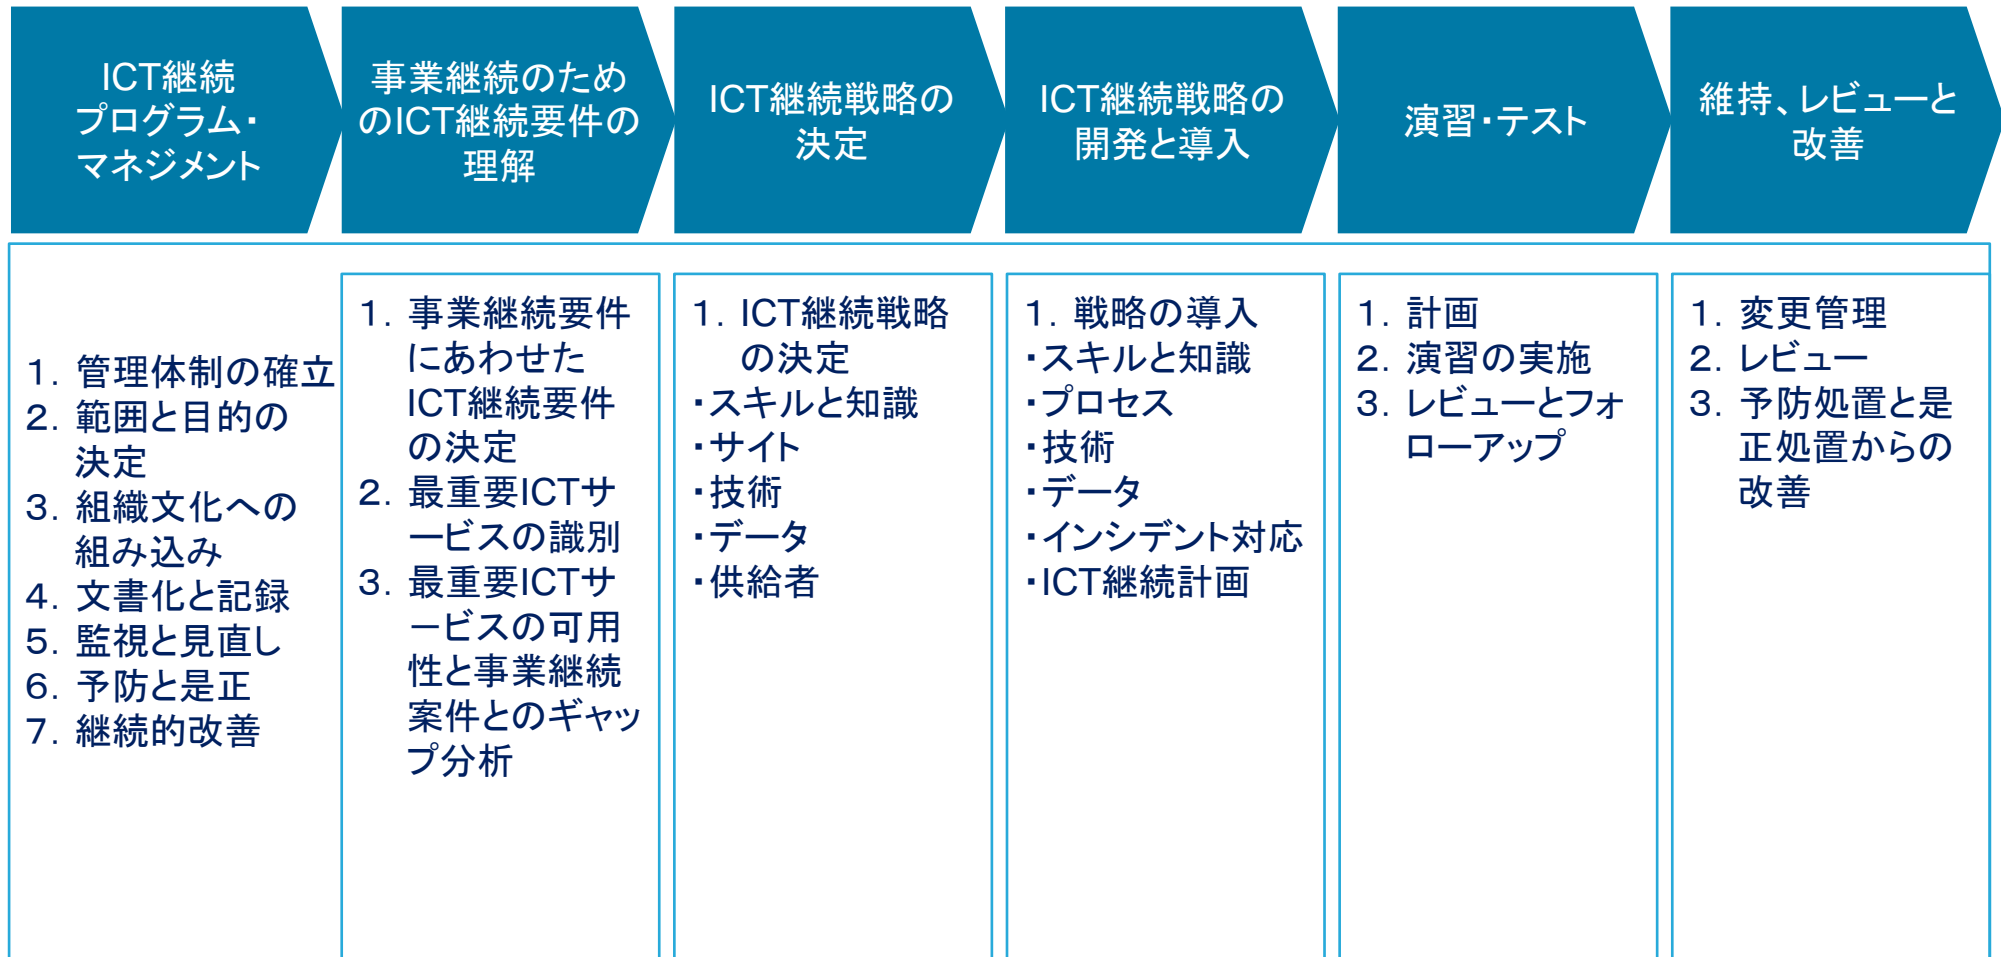 ICT継続
プログラム・
マネジメント
事業継続のため
のICT継続要件の
理解
ICT継続戦略の
決定
ICT継続戦略の
開発と導入
演習・テスト
維持、レビューと
改善
1. 管理体制の確立
2. 範囲と目的の
決定
3. 組織文化への
組み込み
4. 文書化と記録
5. 監視と見直し
6. 予防と是正
7. 継続的改善
1. 事業継続要件
にあわせた
ICT継続要件
の決定
2. 最重要ICTサ
ービスの識別
3. 最重要ICTサ
ービスの可用
性と事業継続
案件とのギャッ
プ分析
1. ICT継続戦略
の決定
・スキルと知識
・サイト
・技術
・データ
・供給者
1. 戦略の導入
・スキルと知識
・プロセス
・技術
・データ
・インシデント対応
・ICT継続計画
1. 計画
2. 演習の実施
3. レビューとフォ
ローアップ
1. 変更管理
2. レビュー
3. 予防処置と是
正処置からの
改善